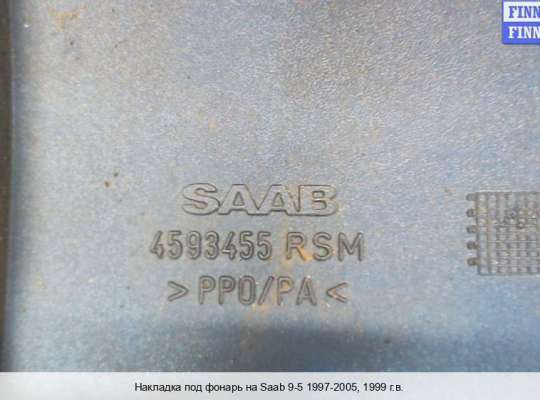 FINN
FINN
SAAB
4593455 RSM
>PPO/PA<
Накладка под фонарь на Saab 9-5 1997-2005, 1999 г.в.